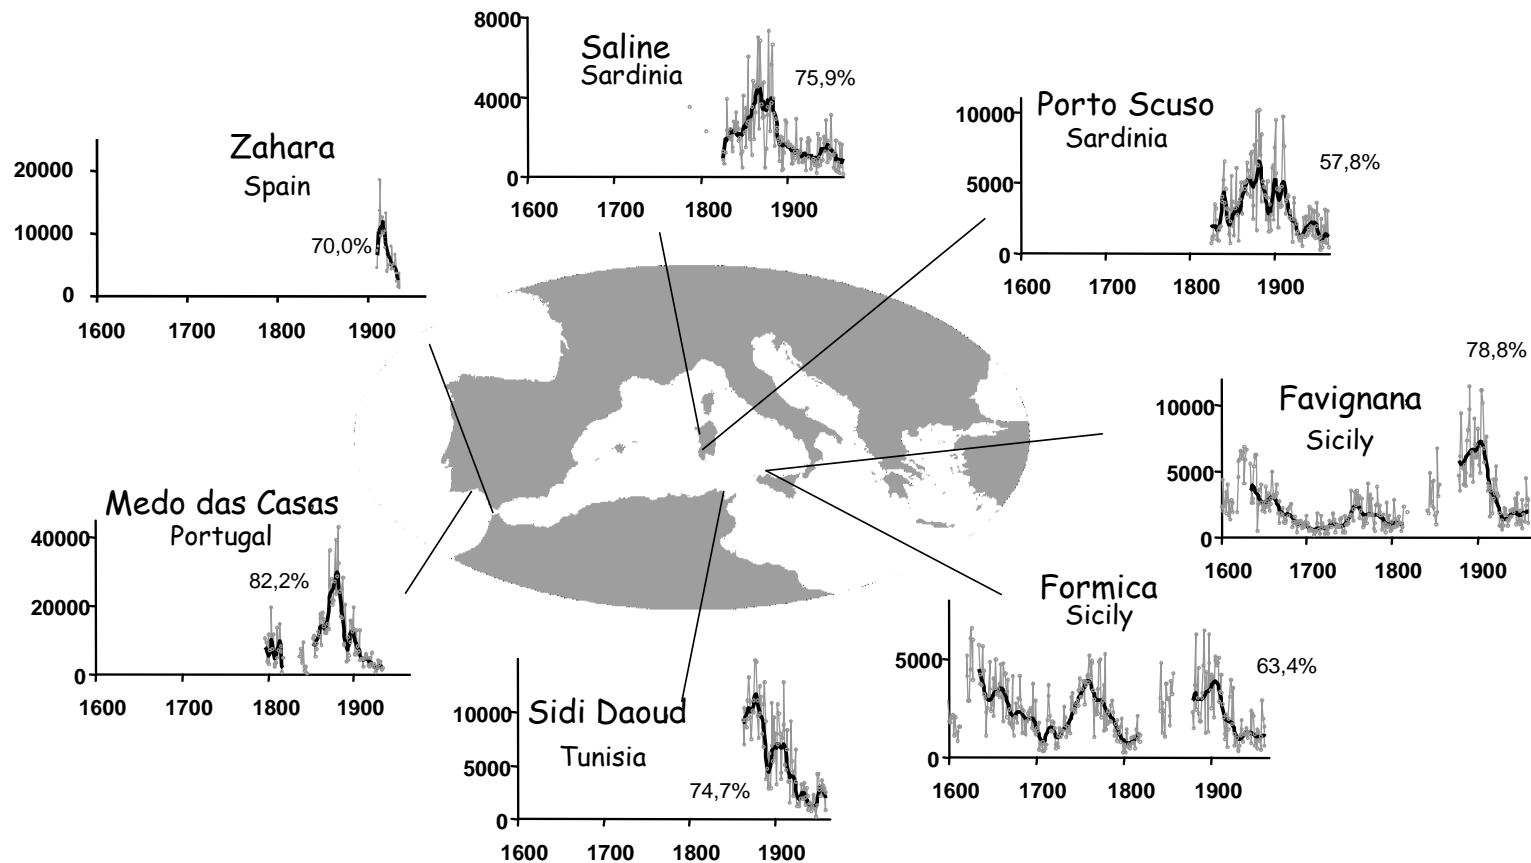 8000
4000
0
1600 1700 1800 1900
Saline
Sardinia
75,9%
10000
5000
0
1600 1700 1800 1900
Porto Scuso
Sardinia
57,8%
20000
10000
0
1600 1700 1800 1900
Zahara
Spain
70,0%
10000
5000
0
1600 1700 1800 1900
Favignana
Sicily
78,8%
Medo das Casas
Portugal
40000
20000
0
82,2%
1600 1700 1800 1900
Formica
Sicily
5000
0
63,4%
1600 1700 1800 1900
Sidi Daoud
Tunisia
10000
5000
0
74,7%
1600 1700 1800 1900